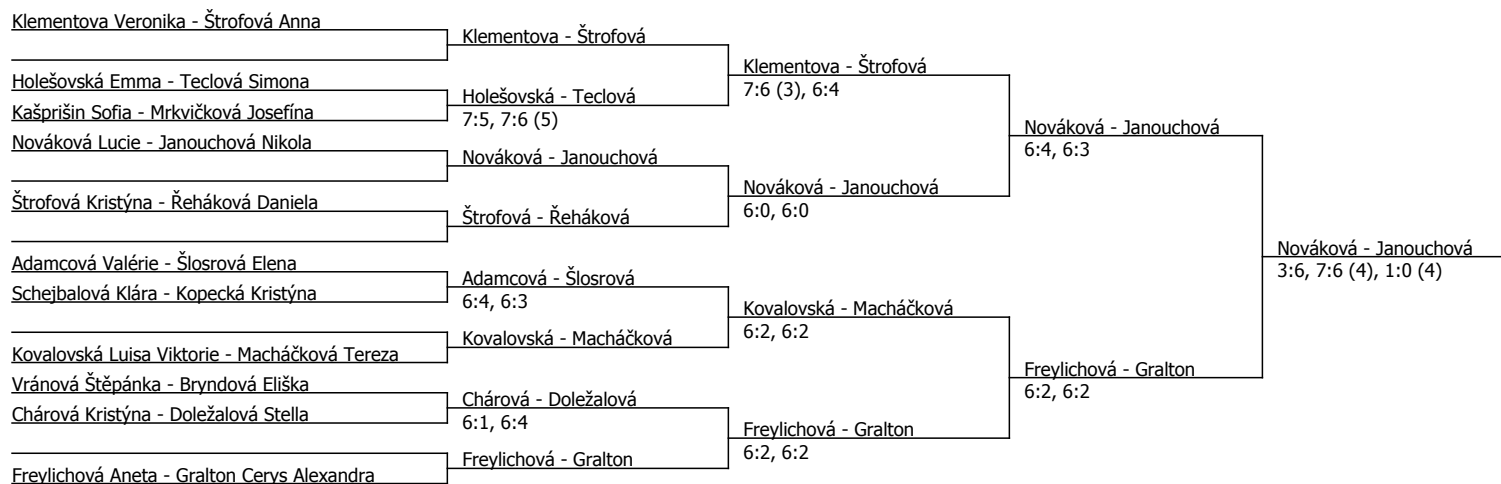 Klementova Veronika - Štrofová Anna
Holešovská Emma - Teclová Simona
Kašprišin Sofia - Mrkvičková Josefína
Nováková Lucie - Janouchová Nikola
Štrofová Kristýna - Řeháková Daniela
Adamcová Valérie - Šlosrová Elena
Schejbalová Klára - Kopecká Kristýna
Kovalovská Luisa Viktorie - Macháčková Tereza
Vránová Štěpánka - Bryndová Eliška
Chárová Kristýna - Doležalová Stella
Freylichová Aneta - Gralton Cerys Alexandra
Klementova - Štrofová
Holešovská - Teclová
7:5, 7:6 (5)
Nováková - Janouchová
Štrofová - Řeháková
Adamcová - Šlosrová
6:4, 6:3
Kovalovská - Macháčková
Chárová - Doležalová
6:1, 6:4
Freylichová - Gralton
Klementova - Štrofová
7:6 (3), 6:4
Nováková - Janouchová
6:0, 6:0
Kovalovská - Macháčková
6:2, 6:2
Freylichová - Gralton
6:2, 6:2
Nováková - Janouchová
6:4, 6:3
Freylichová - Gralton
6:2, 6:2
Nováková - Janouchová
3:6, 7:6 (4), 1:0 (4)